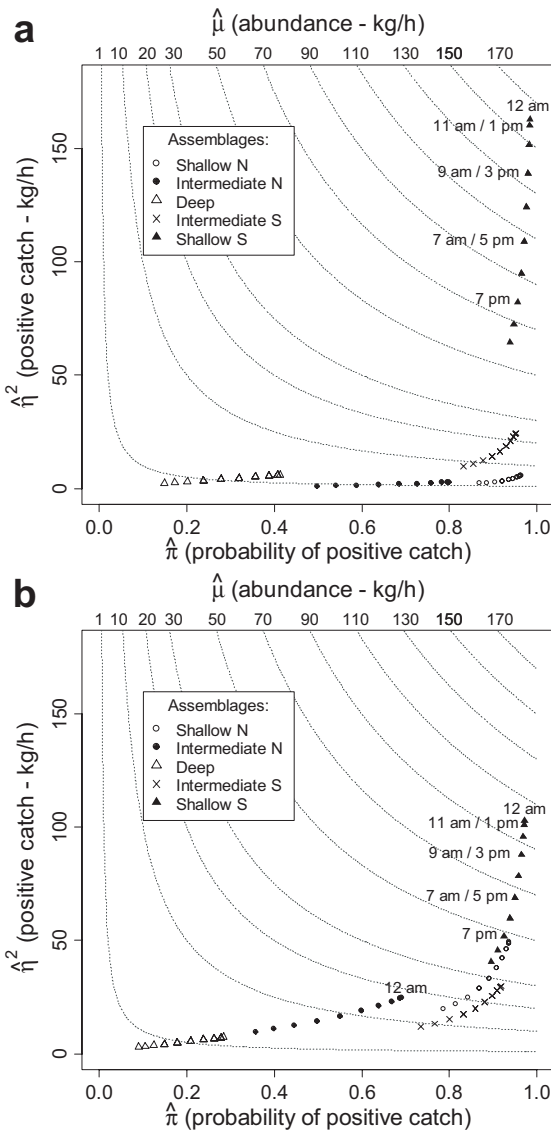 a
μ̂ (abundance - kg/h)
1 10 20 30 50 70 90 110 130 150 170
η̂² (positive catch - kg/h)
150
100
50
0
Assemblages:
Shallow N
Intermediate N
Deep
Intermediate S
Shallow S
12 am
11 am / 1 pm
9 am / 3 pm
7 am / 5 pm
7 pm
0.0 0.2 0.4 0.6 0.8 1.0
π̂ (probability of positive catch)
b
μ̂ (abundance - kg/h)
1 10 20 30 50 70 90 110 130 150 180
η̂² (positive catch - kg/h)
150
100
50
0
Assemblages:
Shallow N
Intermediate N
Deep
Intermediate S
Shallow S
12 am
11 am / 1 pm
9 am / 3 pm
7 am / 5 pm
7 pm
12 am
0.0 0.2 0.4 0.6 0.8 1.0
π̂ (probability of positive catch)